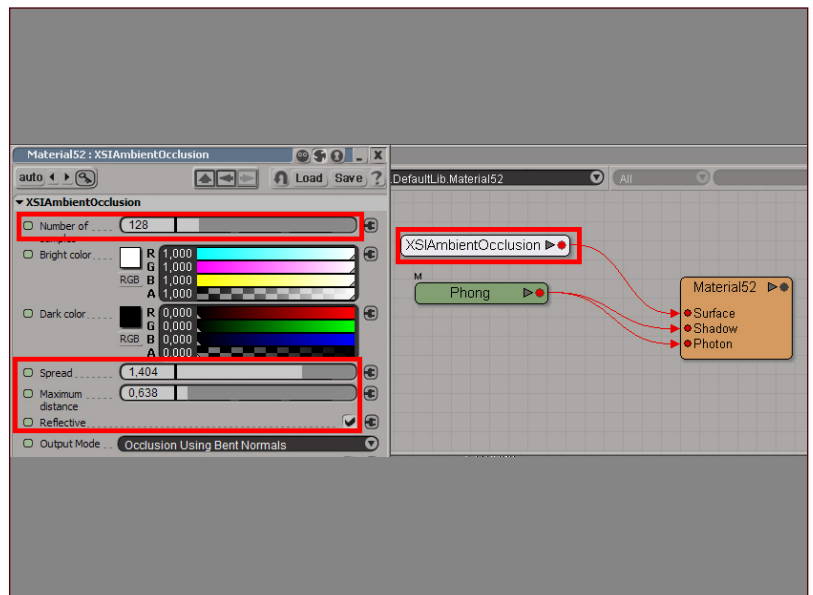 Material52 : XSIAmbientOcclusion
auto
Load Save ?
XSIAmbientOcclusion
Number of 128
Bright color R 1,000
G 1,000
RGB B 1,000
A 1,000
Dark color R 0,000
G 0,000
RGB B 0,000
A 0,000
Spread 1,404
Maximum 0,638
distance
Reflective
Output Mode Occlusion Using Bent Normals
.DefaultLib.Material52 All
XSIAmbientOcclusion
M
Phong
Material52
Surface
Shadow
Photon